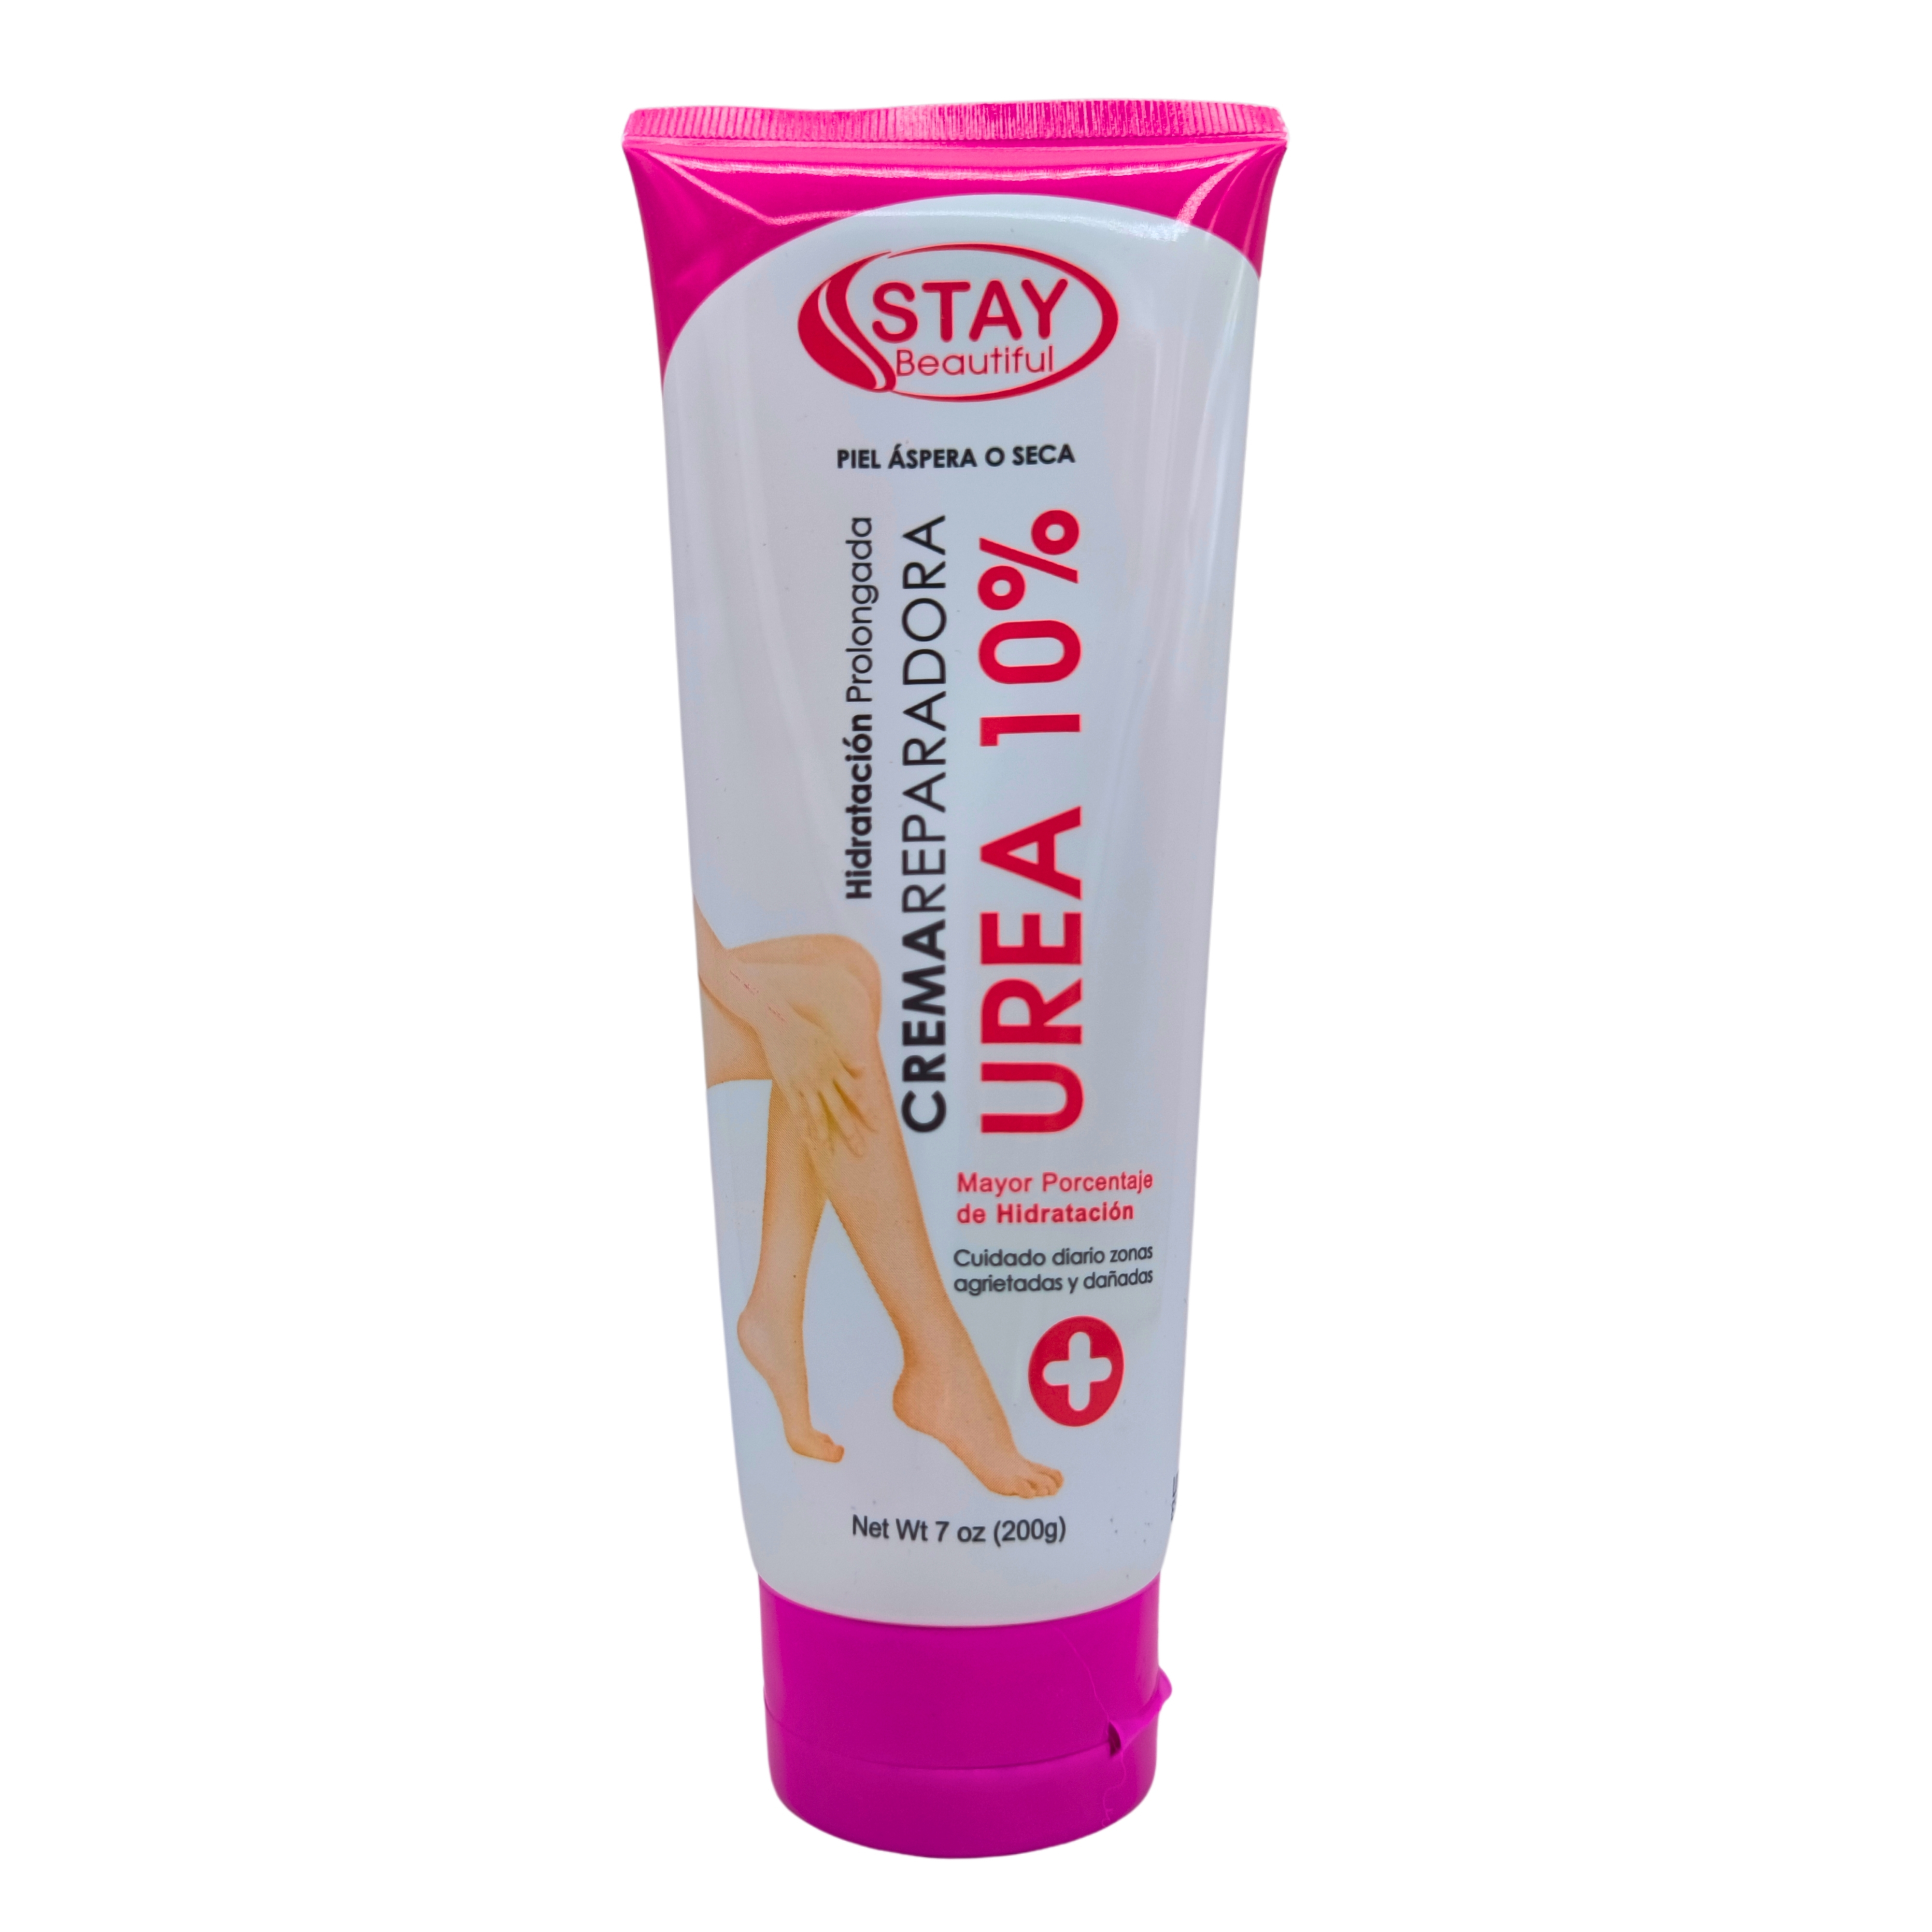 STAY
Beautiful
PIEL ÁSPERA O SECA
Hidratación Prolongada
CREMAREPARADORA
UREA 10%
Mayor Porcentaje
de Hidratación
Cuidado diario zonas
agrietadas y dañadas
Net Wt 7 oz (200g)